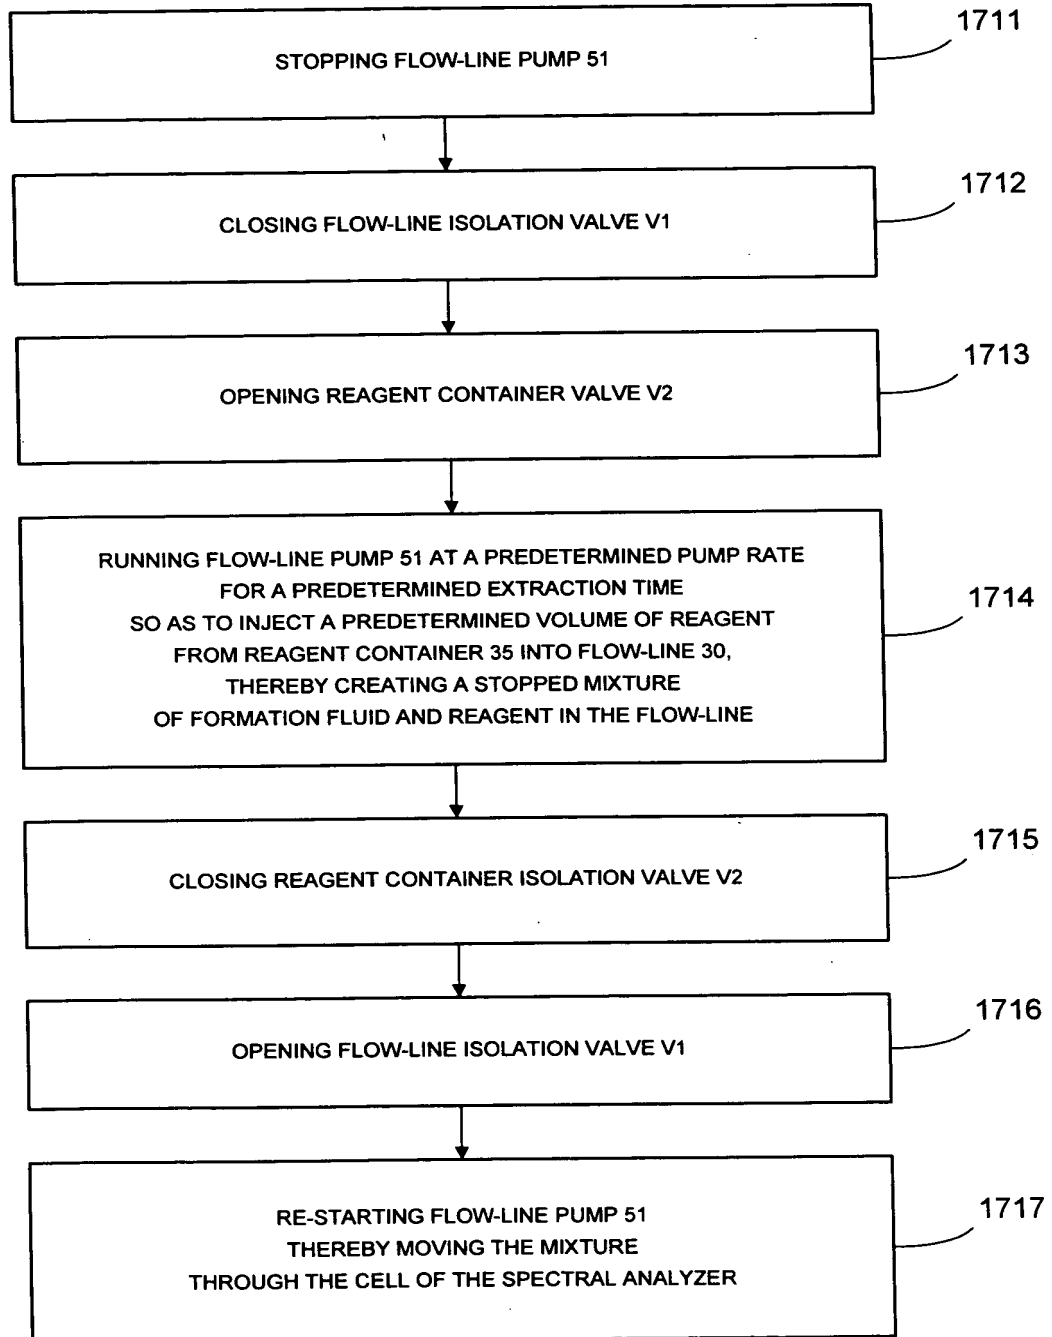 1711
STOPPING FLOW-LINE PUMP 51
1712
CLOSING FLOW-LINE ISOLATION VALVE V1
1713
OPENING REAGENT CONTAINER VALVE V2
RUNNING FLOW-LINE PUMP 51 AT A PREDETERMINED PUMP RATE
FOR A PREDETERMINED EXTRACTION TIME
SO AS TO INJECT A PREDETERMINED VOLUME OF REAGENT
FROM REAGENT CONTAINER 35 INTO FLOW-LINE 30,
THEREBY CREATING A STOPPED MIXTURE
OF FORMATION FLUID AND REAGENT IN THE FLOW-LINE
1714
1715
CLOSING REAGENT CONTAINER ISOLATION VALVE V2
1716
OPENING FLOW-LINE ISOLATION VALVE V1
1717
RE-STARTING FLOW-LINE PUMP 51
THEREBY MOVING THE MIXTURE
THROUGH THE CELL OF THE SPECTRAL ANALYZER